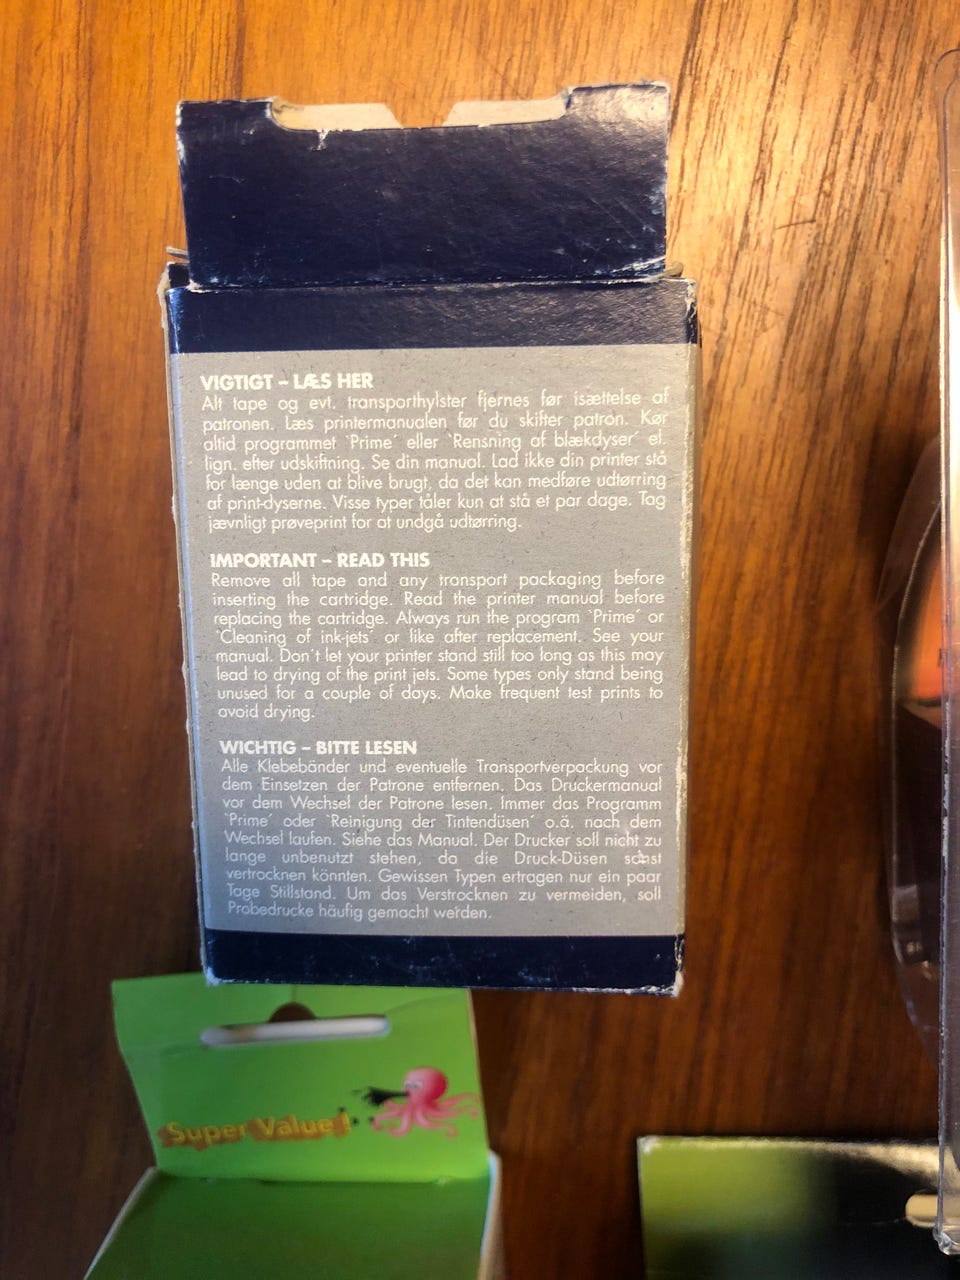 VIGTIGT – LÆS HER
Alt tape og evt. transporthylster fjernes før isættelse af
patronen. Læs printermanualen før du skifter patron. Kør
altid programmet ‵Prime′ eller ‵Rensning af blækdyser′ el.
lign. efter udskiftning. Se din manual. Lad ikke din printer stå
for længe uden at blive brugt, da det kan medføre udtørring
af print-dyserne. Visse typer tåler kun at stå et par dage. Tag
jævnligt prøveprint for at undgå udtørring.
IMPORTANT – READ THIS
Remove all tape and any transport packaging before
inserting the cartridge. Read the printer manual before
replacing the cartridge. Always run the program ‵Prime′ or
‵Cleaning of ink-jets′ or like after replacement. See your
manual. Don′t let your printer stand still too long as this may
lead to drying of the print jets. Some types only stand being
unused for a couple of days. Make frequent test prints to
avoid drying.
WICHTIG – BITTE LESEN
Alle Klebebänder und eventuelle Transportverpackung vor
dem Einsetzen der Patrone entfernen. Das Druckermanual
vor dem Wechsel der Patrone lesen. Immer das Programm
‵Prime′ oder ‵Reinigung der Tintendüsen′ o.ä. nach dem
Wechsel laufen. Siehe das Manual. Der Drucker soll nicht zu
lange unbenutzt stehen, da die Druck-Düsen sonst
vertrocknen könnten. Gewissen Typen ertragen nur ein paar
Tage Stillstand. Um das Verstrocknen zu vermeiden, soll
Probedrucke häufig gemacht werden.
Super Value !